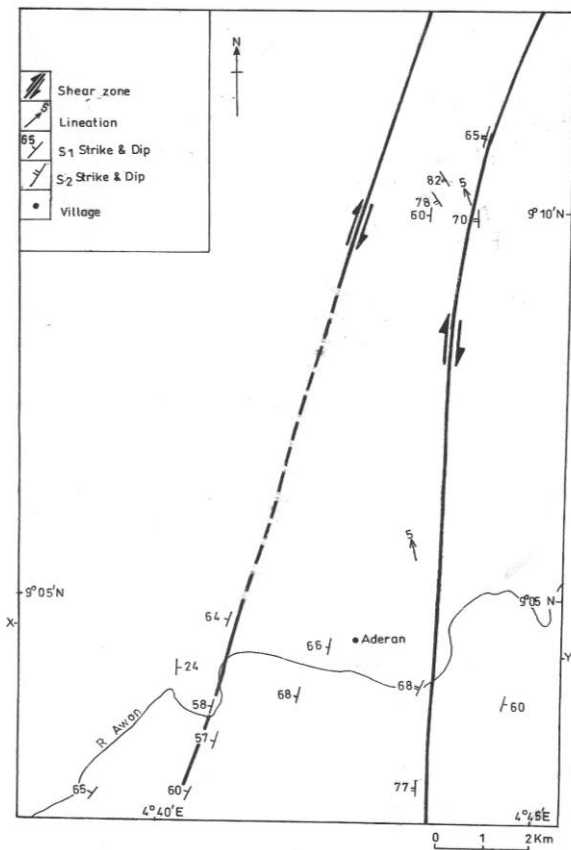 N
Shear zone
5
Lineation
65
S1 Strike & Dip
S2 Strike & Dip
Village
65
82
5
78
60
70
9°10'N
5
9°05'N
9°05 N
X
64
66
Aderan
Y
24
68
68
58
60
R Awon
57
65
60
77
4°40'E
4°45'E
0 1 2 Km